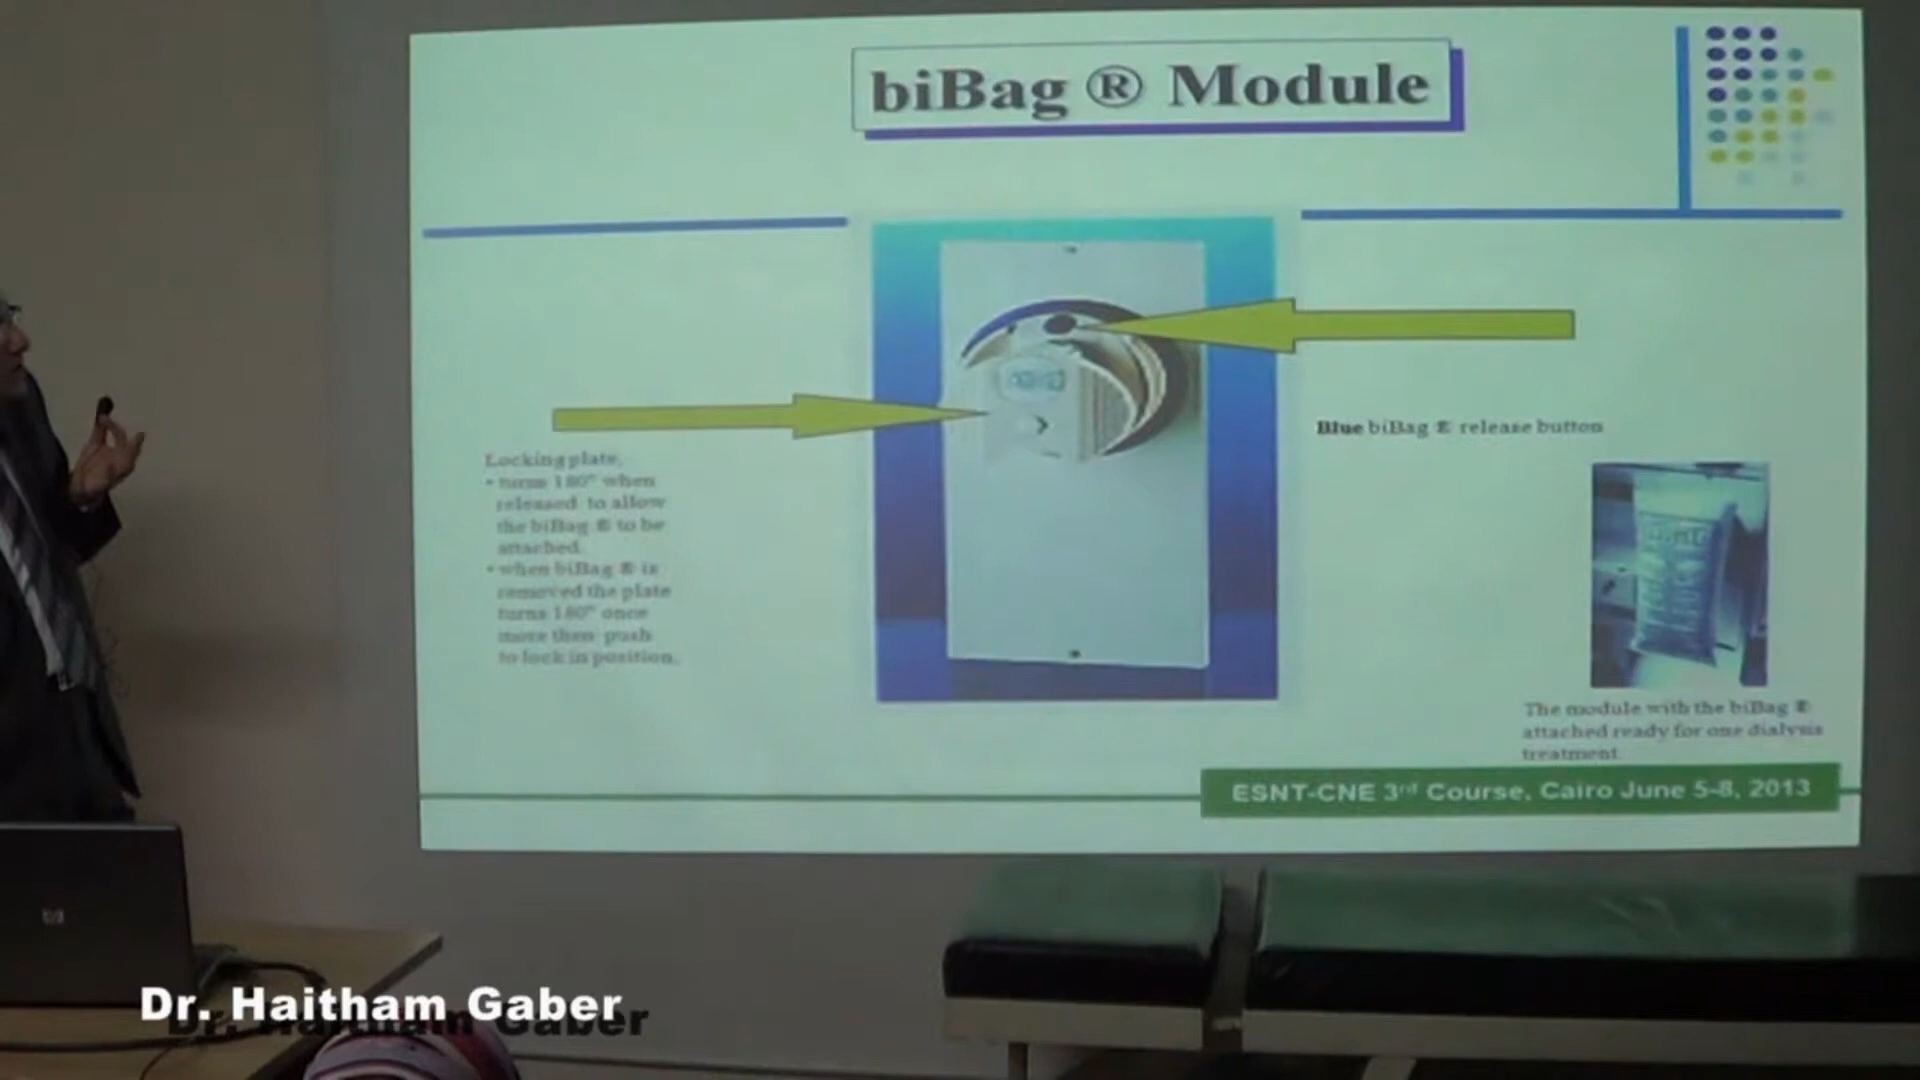 biBag ® Module
Locking plate,
• turns 180° when
released to allow
the biBag ® to be
attached.
• when biBag ® is
removed the plate
turns 180° once
more then push
to lock in position.
Blue biBag ® release button
The module with the biBag ®
attached ready for one dialysis
treatment
ESNT-CNE 3rd Course, Cairo June 5-8, 2013
hp
Dr. Haitham Gaber